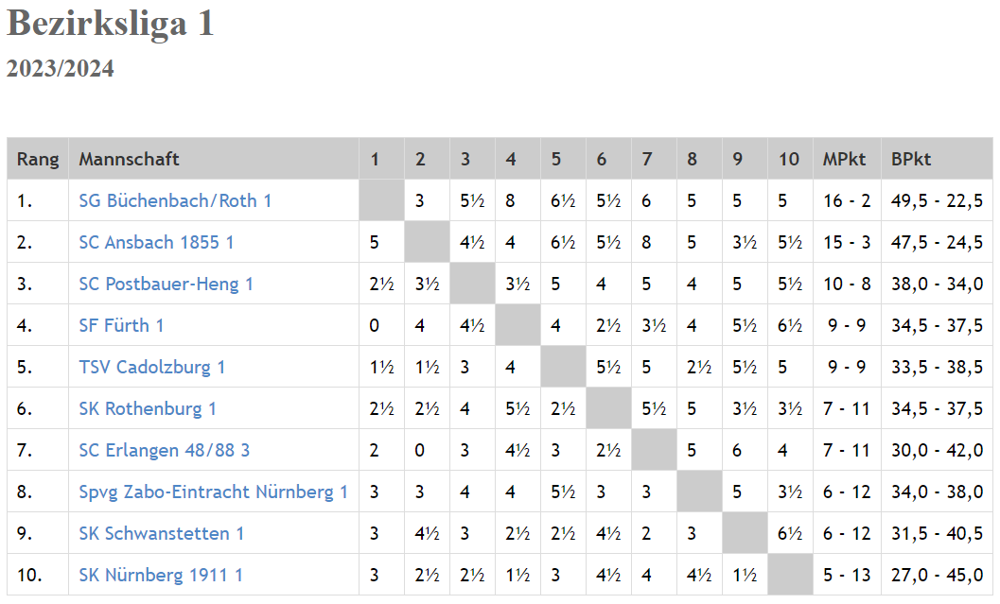 Bezirksliga 1
2023/2024
Rang Mannschaft 1 2 3 4 5 6 7 8 9 10 MPkt BPkt
1. SG Büchenbach/Roth 1 3 5½ 8 6½ 5½ 6 5 5 5 16 - 2 49,5 - 22,5
2. SC Ansbach 1855 1 5 4½ 4 6½ 5½ 8 5 3½ 5½ 15 - 3 47,5 - 24,5
3. SC Postbauer-Heng 1 2½ 3½ 3½ 5 4 5 4 5 5½ 10 - 8 38,0 - 34,0
4. SF Fürth 1 0 4 4½ 4 2½ 3½ 4 5½ 6½ 9 - 9 34,5 - 37,5
5. TSV Cadolzburg 1 1½ 1½ 3 4 5½ 5 2½ 5½ 5 9 - 9 33,5 - 38,5
6. SK Rothenburg 1 2½ 2½ 4 5½ 2½ 5½ 5 3½ 3½ 7 - 11 34,5 - 37,5
7. SC Erlangen 48/88 3 2 0 3 4½ 3 2½ 5 6 4 7 - 11 30,0 - 42,0
8. Spvg Zabo-Eintracht Nürnberg 1 3 3 4 4 5½ 3 3 5 3½ 6 - 12 34,0 - 38,0
9. SK Schwanstetten 1 3 4½ 3 2½ 2½ 4½ 2 3 6½ 6 - 12 31,5 - 40,5
10. SK Nürnberg 1911 1 3 2½ 2½ 1½ 3 4½ 4 4½ 1½ 5 - 13 27,0 - 45,0